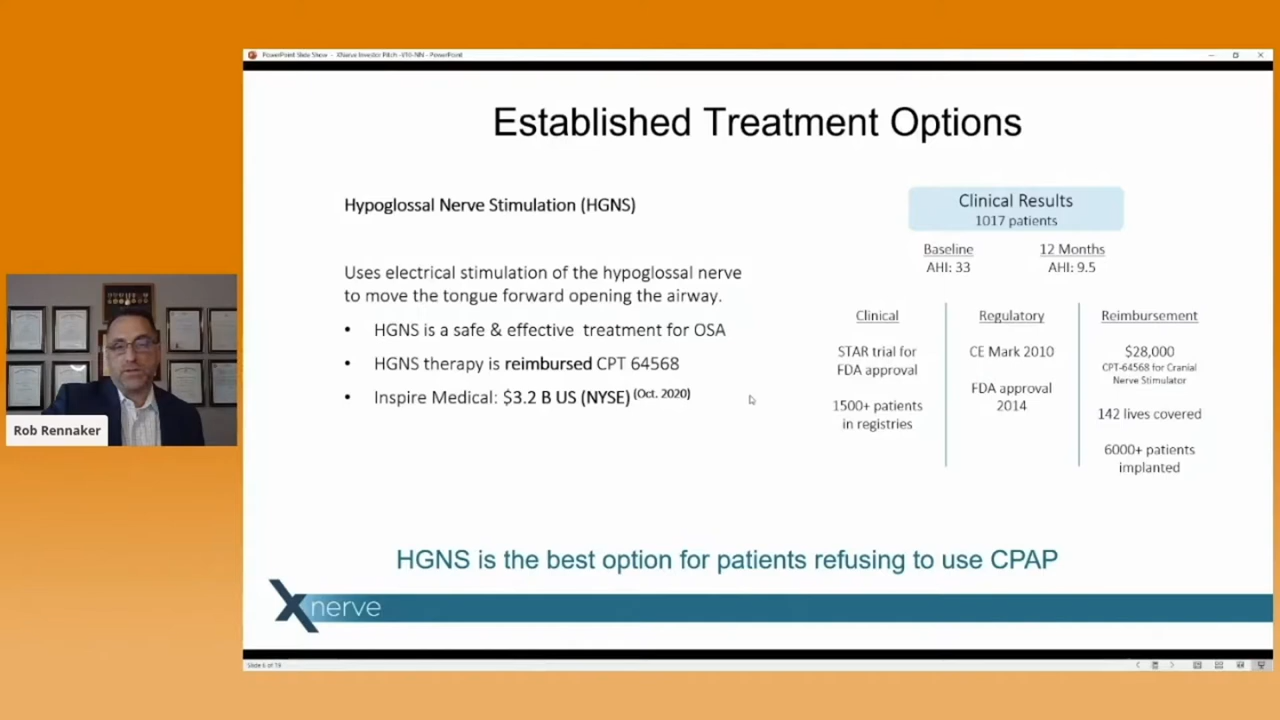 PowerPoint Slide Show - XNerve Investor Pitch -V10-NN - PowerPoint
Established Treatment Options
Hypoglossal Nerve Stimulation (HGNS)
Uses electrical stimulation of the hypoglossal nerve
to move the tongue forward opening the airway.
• HGNS is a safe & effective treatment for OSA
• HGNS therapy is reimbursed CPT 64568
• Inspire Medical: $3.2 B US (NYSE) (Oct. 2020)
Clinical Results
1017 patients
Baseline
AHI: 33
12 Months
AHI: 9.5
Clinical
STAR trial for
FDA approval
1500+ patients
in registries
Regulatory
CE Mark 2010
FDA approval
2014
Reimbursement
$28,000
CPT-64568 for Cranial
Nerve Stimulator
142 lives covered
6000+ patients
implanted
HGNS is the best option for patients refusing to use CPAP
Xnerve
Rob Rennaker